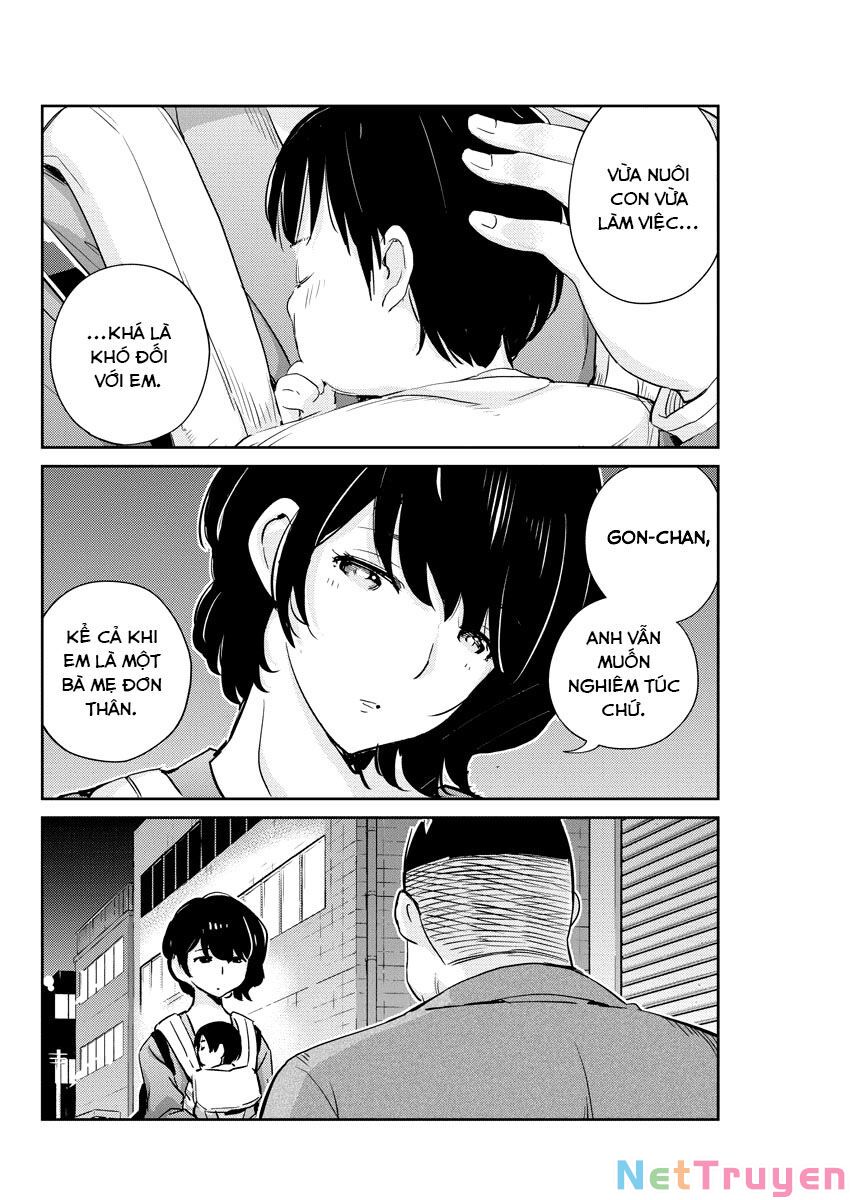 VỪA NUÔI
CON VỪA
LÀM VIỆC...
...KHÁ LÀ
KHÓ ĐỐI
VỚI EM.
GON-CHAN,
ANH VẪN
MUỐN
NGHIÊM TÚC
CHỨ.
KỂ CẢ KHI
EM LÀ MỘT
BÀ MẸ ĐƠN
THÂN.
NetTruyen